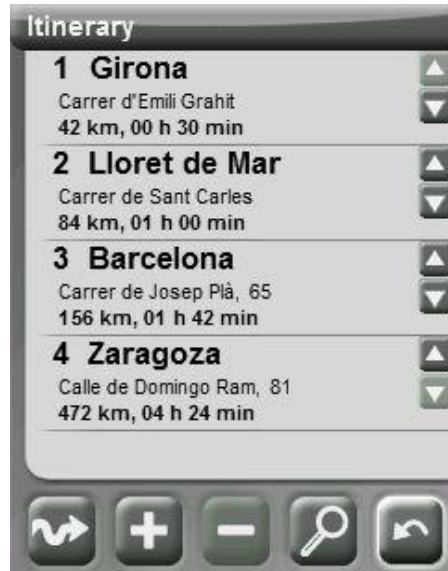 Itinerary
1 Girona
Carrer d'Emili Grahit
42 km, 00 h 30 min
2 Lloret de Mar
Carrer de Sant Carles
84 km, 01 h 00 min
3 Barcelona
Carrer de Josep Plà, 65
156 km, 01 h 42 min
4 Zaragoza
Calle de Domingo Ram, 81
472 km, 04 h 24 min